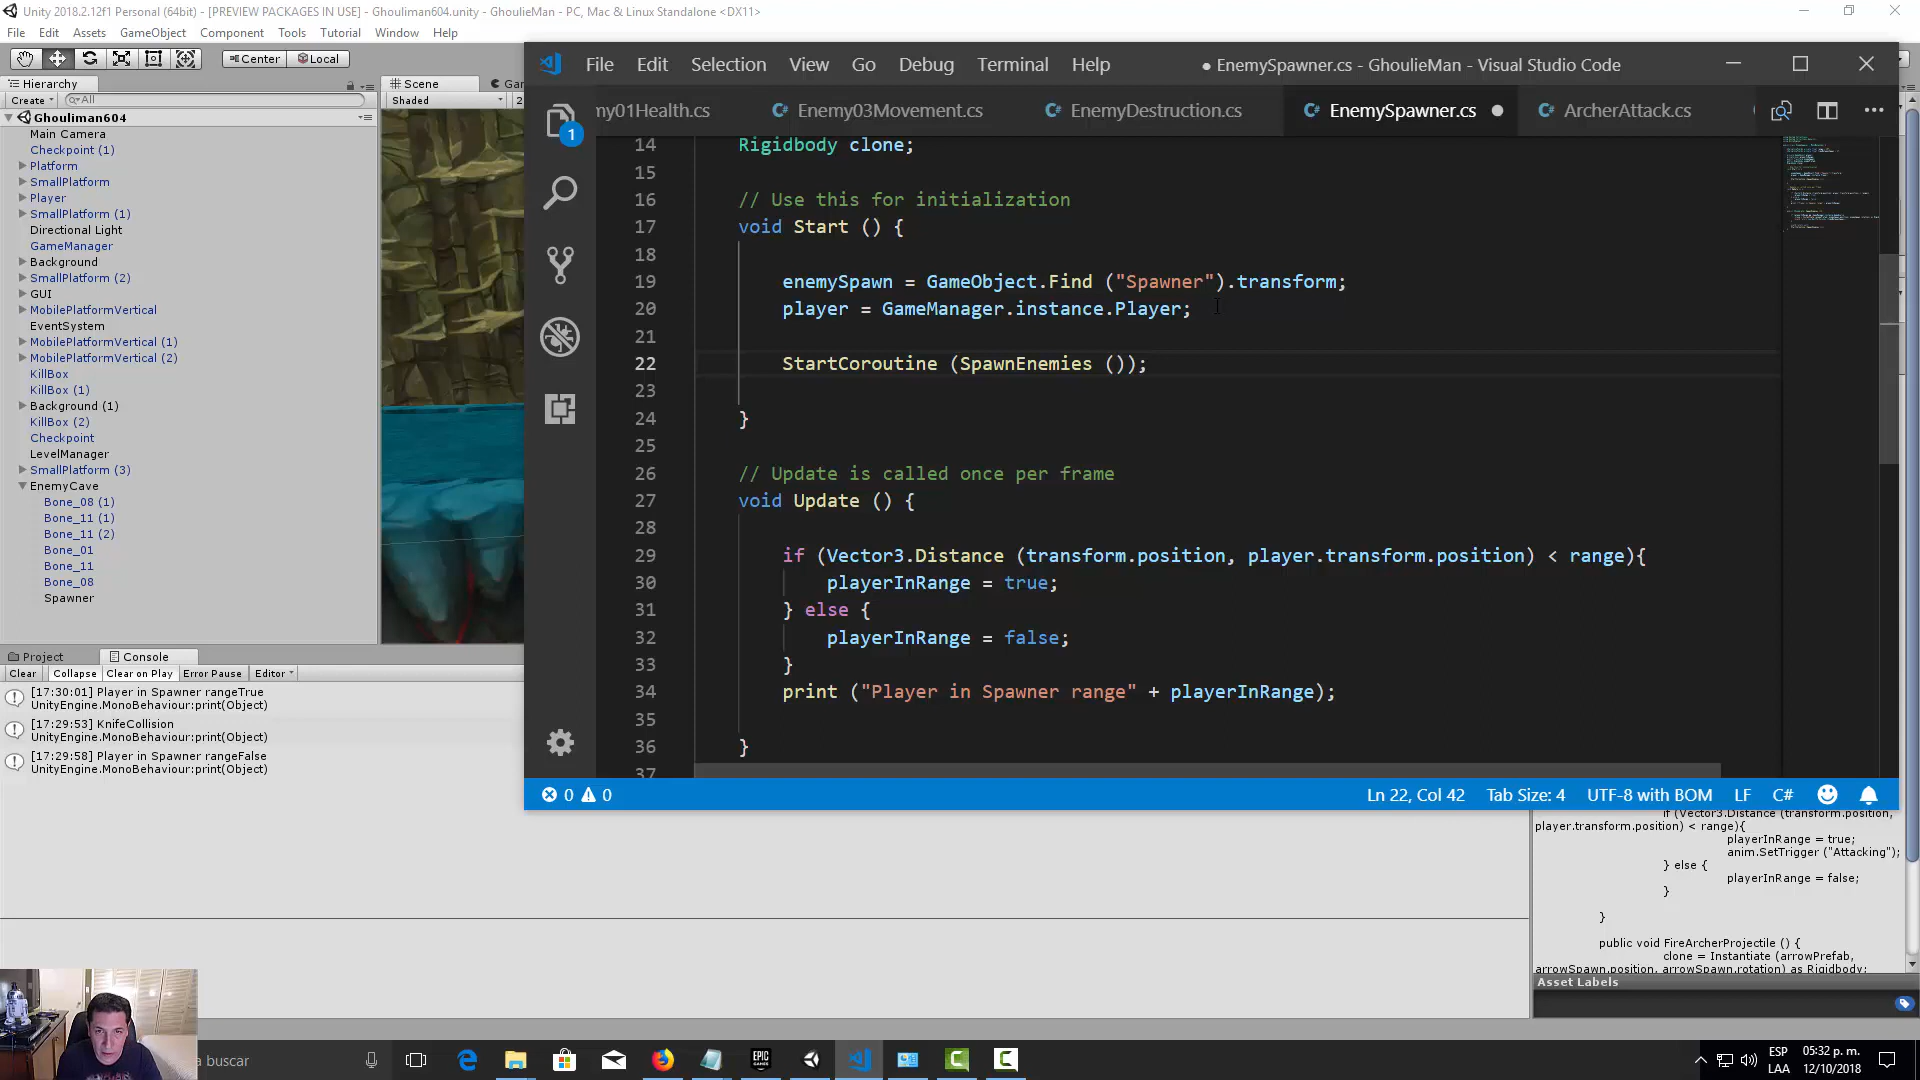 Unity 2018.2.12f1 Personal (64bit) - [PREVIEW PACKAGES IN USE] - Ghouliman604.unity - GhoulieMan - PC, Mac & Linux Standalone <DX11>
File Edit Assets GameObject Component Tools Tutorial Window Help
Center Local
Hierarchy
Create All
Ghouliman604
Main Camera
Checkpoint (1)
Platform
SmallPlatform
Player
SmallPlatform (1)
Directional Light
GameManager
Background
SmallPlatform (2)
GUI
MobilePlatformVertical
EventSystem
MobilePlatformVertical (1)
MobilePlatformVertical (2)
KillBox
KillBox (1)
Background (1)
KillBox (2)
Checkpoint
LevelManager
SmallPlatform (3)
EnemyCave
Bone_08 (1)
Bone_11 (1)
Bone_11 (2)
Bone_01
Bone_11
Bone_08
Spawner
Scene
Shaded
File Edit Selection View Go Debug Terminal Help
● EnemySpawner.cs - GhoulieMan - Visual Studio Code
my01Health.cs Enemy03Movement.cs EnemyDestruction.cs EnemySpawner.cs ArcherAttack.cs
1
14 Rigidbody clone;
15
16 // Use this for initialization
17 void Start () {
18
19 enemySpawn = GameObject.Find ("Spawner").transform;
20 player = GameManager.instance.Player;
21
22 StartCoroutine (SpawnEnemies ());
23
24 }
25
26 // Update is called once per frame
27 void Update () {
28
29 if (Vector3.Distance (transform.position, player.transform.position) < range){
30 playerInRange = true;
31 } else {
32 playerInRange = false;
33 }
34 print ("Player in Spawner range" + playerInRange);
35
36 }
37
0 0 Ln 22, Col 42 Tab Size: 4 UTF-8 with BOM LF C#
Project Console
Clear Collapse Clear on Play Error Pause Editor
[17:30:01] Player in Spawner rangeTrue
UnityEngine.MonoBehaviour:print(Object)
[17:29:53] KnifeCollision
UnityEngine.MonoBehaviour:print(Object)
[17:29:58] Player in Spawner rangeFalse
UnityEngine.MonoBehaviour:print(Object)
if (Vector3.Distance (transform.position,
player.transform.position) < range){
playerInRange = true;
anim.SetTrigger ("Attacking");
} else {
playerInRange = false;
}
}
public void FireArcherProjectile () {
clone = Instantiate (arrowPrefab,
arrowSpawn.position, arrowSpawn.rotation) as Rigidbody;
Asset Labels
a buscar
EPIC GAMES
ESP
LAA
05:32 p. m.
12/10/2018